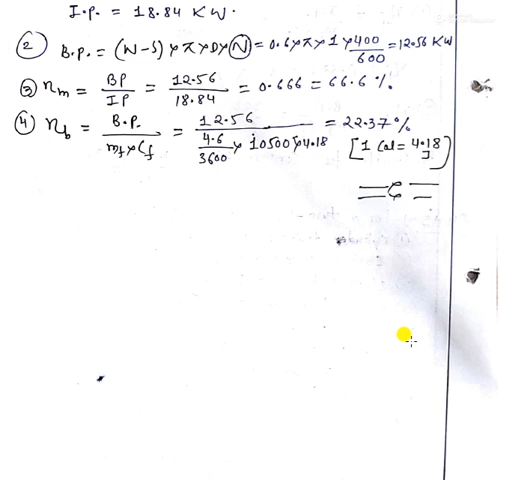 I.P. = 18.84 KW.
② B.P. = (W-S) x π x D x N = 0.6 x π x 1 x 400/600 = 12.56 KW
③ ηm = BP/IP = 12.56/18.84 = 0.666 = 66.6 %.
④ ηb = B.P./mf x Cf = 12.56/(4.6/3600 x 10500 x 4.18) = 22.37 % [1 Cal = 4.18]